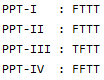 PPT-I : FTTT
PPT-II : FTTT
PPT-III : TFTT
PPT-IV : FFTT